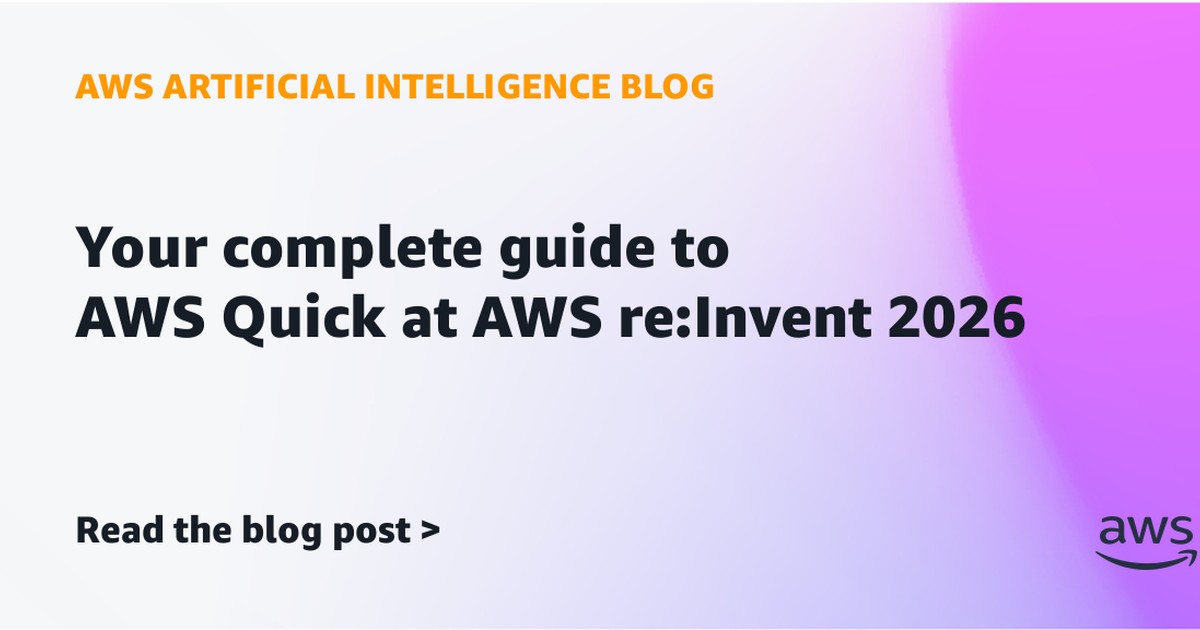 AWS ARTIFICIAL INTELLIGENCE BLOG
Your complete guide to
AWS Quick at AWS re:Invent 2026
Read the blog post >
aws